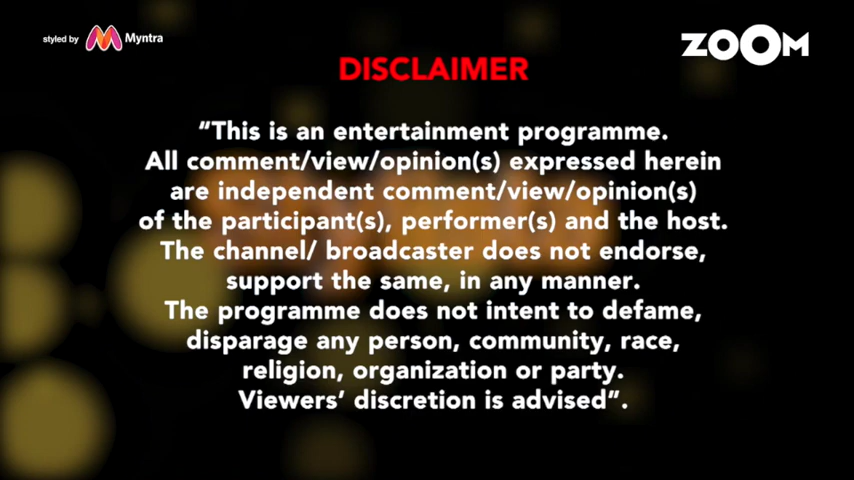 styled by Myntra
ZOOM
DISCLAIMER
"This is an entertainment programme.
All comment/view/opinion(s) expressed herein
are independent comment/view/opinion(s)
of the participant(s), performer(s) and the host.
The channel/ broadcaster does not endorse,
support the same, in any manner.
The programme does not intent to defame,
disparage any person, community, race,
religion, organization or party.
Viewers’ discretion is advised”.